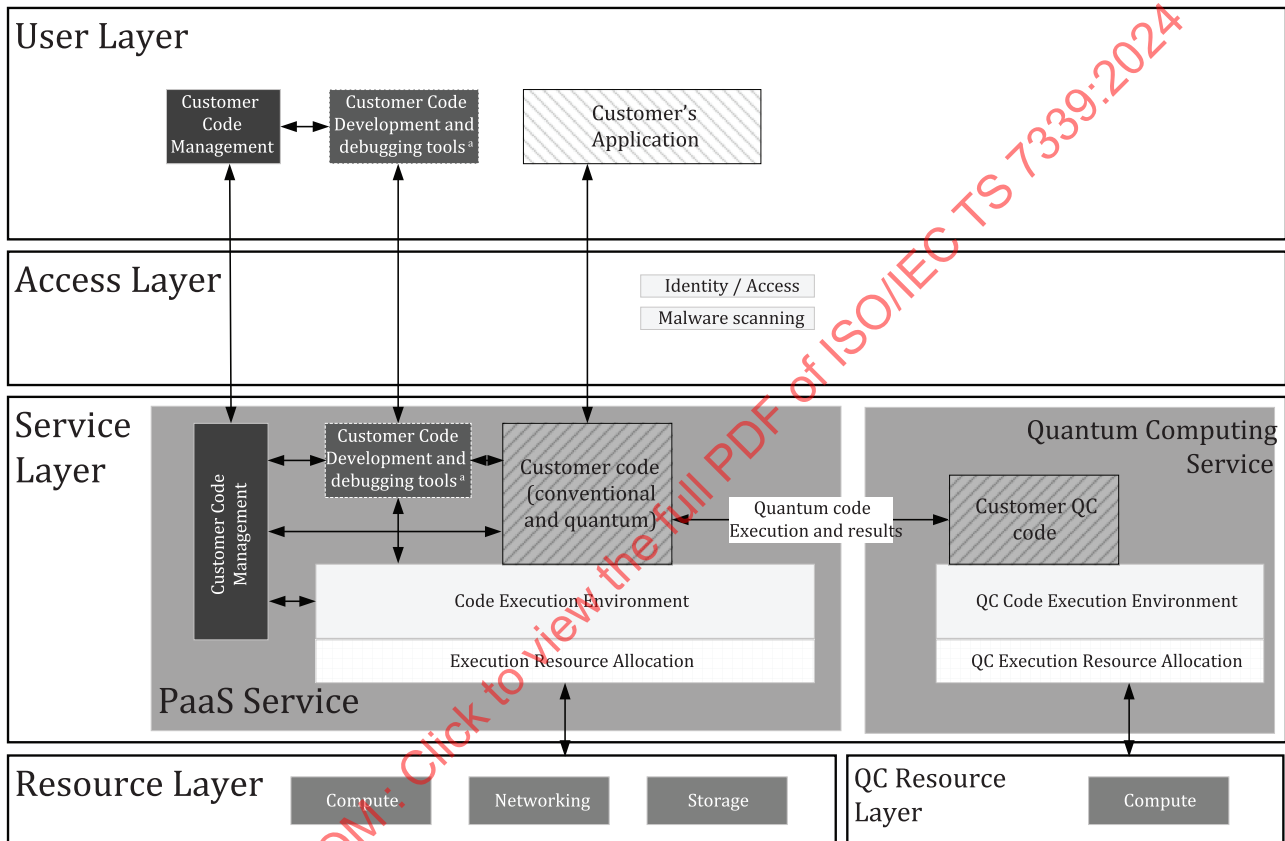 User Layer
Customer
Code
Management
Customer Code
Development and
debugging tools a
Customer's
Application
Access Layer
Identity / Access
Malware scanning
Service
Layer
Customer Code
Management
Customer Code
Development and
debugging tools a
Customer code
(conventional
and quantum)
Quantum code
Execution and results
Quantum Computing
Service
Customer QC
code
Code Execution Environment
Execution Resource Allocation
PaaS Service
QC Code Execution Environment
QC Execution Resource Allocation
Resource Layer
Compute
Networking
Storage
QC Resource
Layer
Compute
OM : Click to view the full PDF of ISO/IEC TS 7339:2024